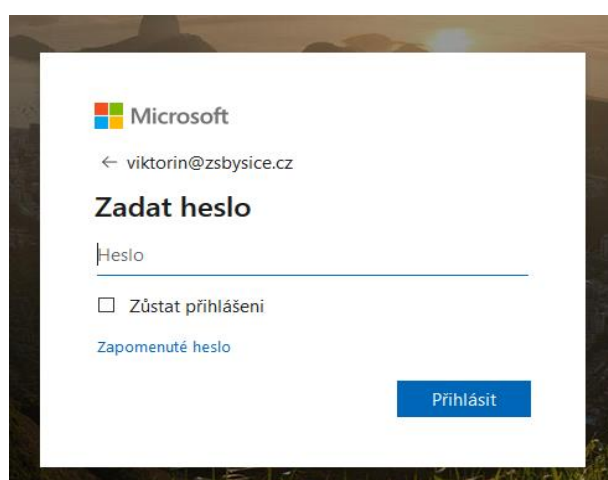 Microsoft
← viktorin@zsbysice.cz
Zadat heslo
Heslo
Zůstat přihlášeni
Zapomenuté heslo
Přihlásit